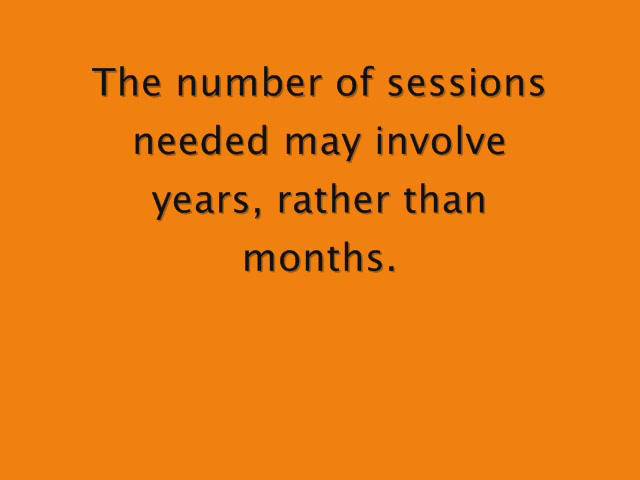 The number of sessions
needed may involve
years, rather than
months.